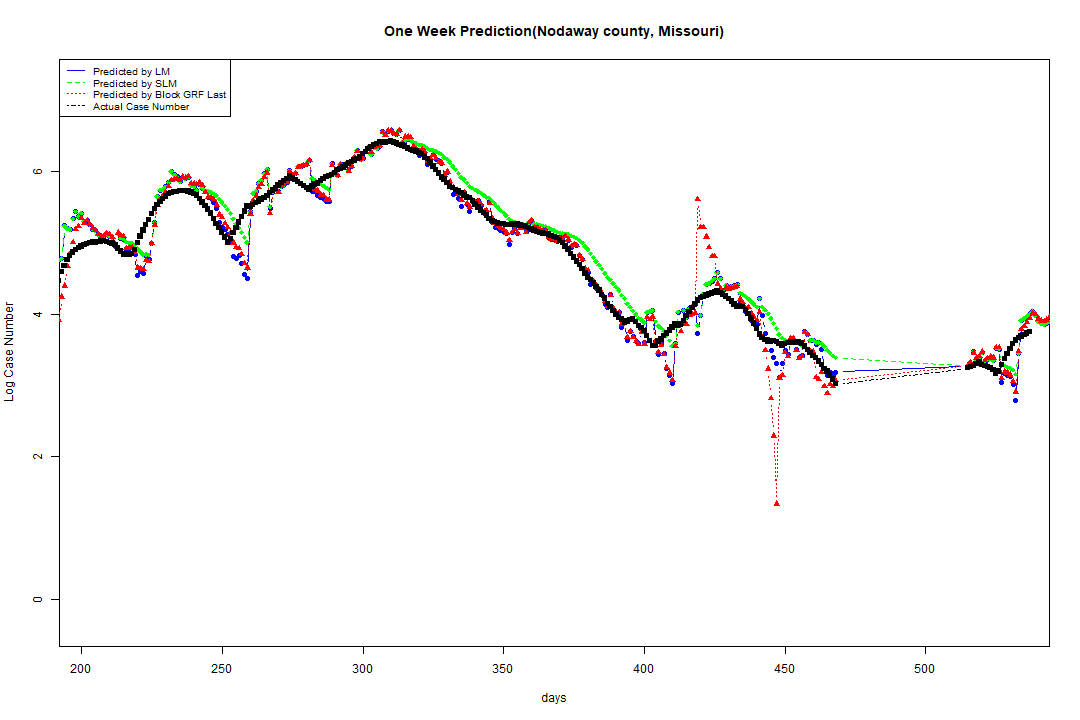 One Week Prediction(Nodaway county, Missouri)
Predicted by LM
Predicted by SLM
Predicted by Block GRF Last
Actual Case Number
Log Case Number
6
4
2
0
200 250 300 350 400 450 500
days